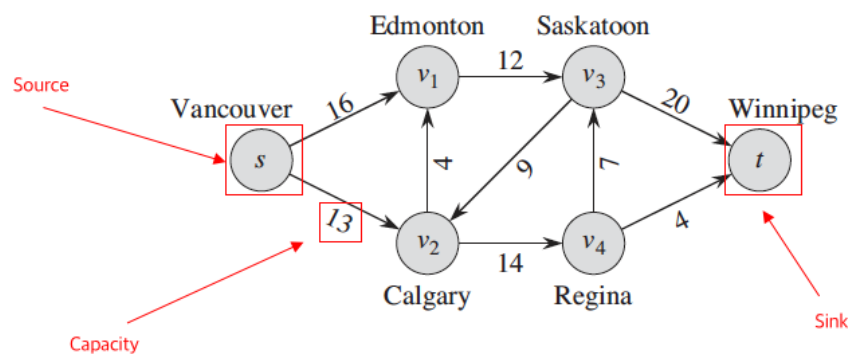 Edmonton
Saskatoon
Source
v1
12
v3
Vancouver
16
20
Winnipeg
s
4
9
7
t
13
v2
14
v4
4
Calgary
Regina
Capacity
Sink